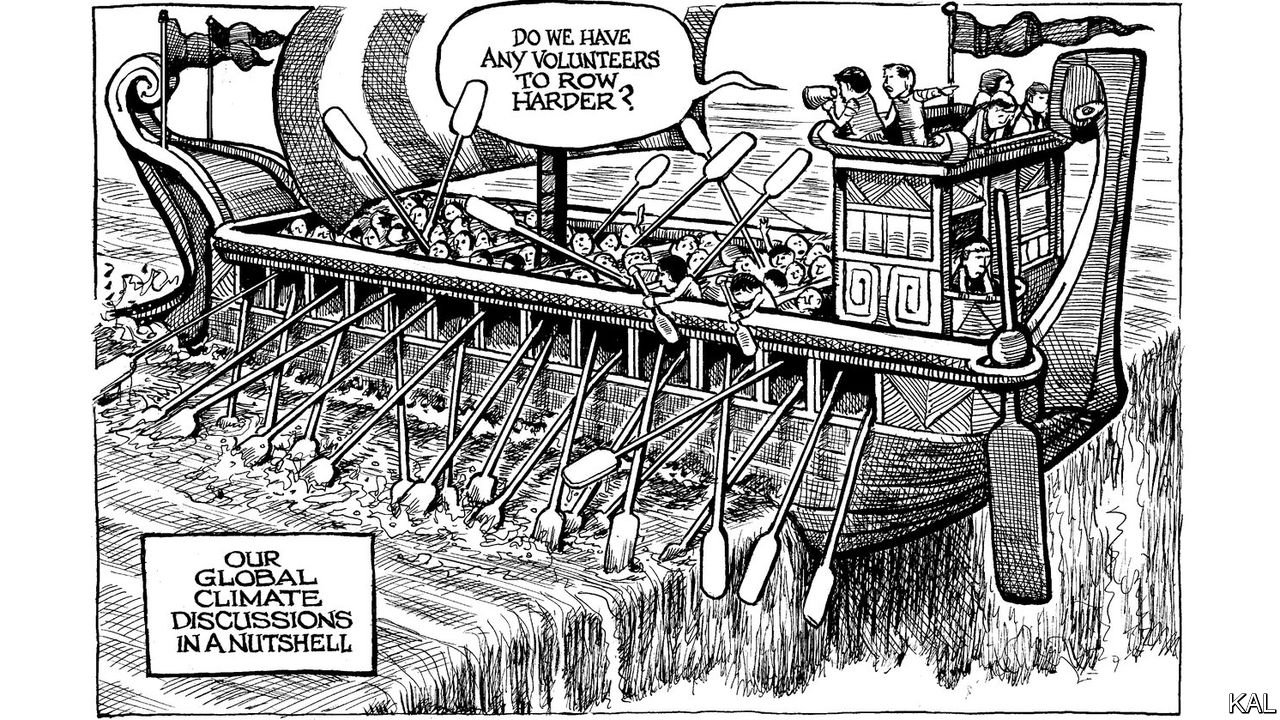 DO WE HAVE
ANY VOLUNTEERS
TO ROW
HARDER?
OUR
GLOBAL
CLIMATE
DISCUSSIONS
IN A NUTSHELL
KAL